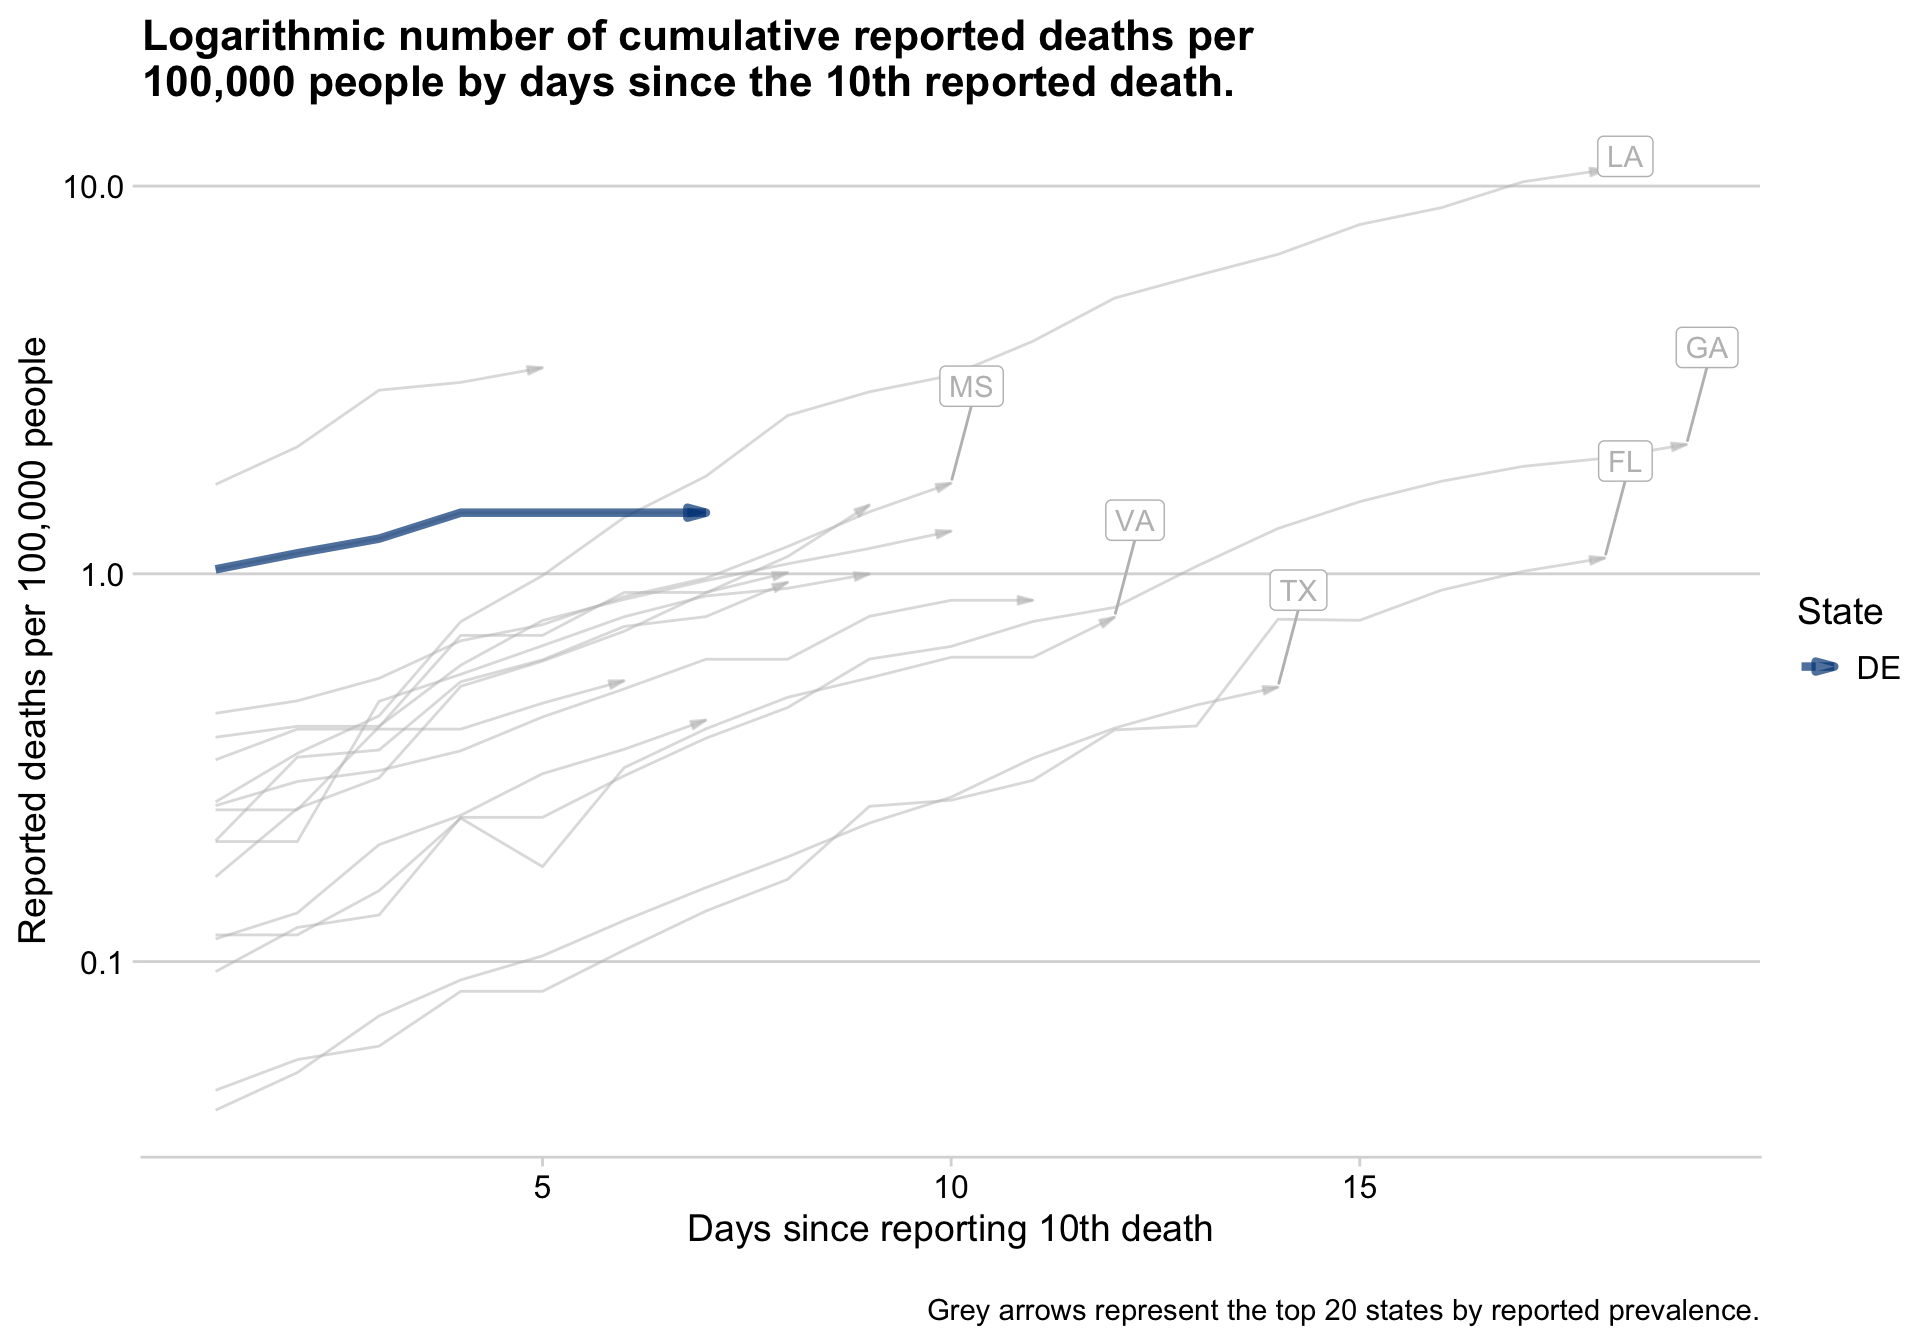 Logarithmic number of cumulative reported deaths per
100,000 people by days since the 10th reported death.
LA
10.0
GA
MS
FL
VA
1.0
TX
0.1
Reported deaths per 100,000 people
State
DE
5
10
15
Days since reporting 10th death
Grey arrows represent the top 20 states by reported prevalence.